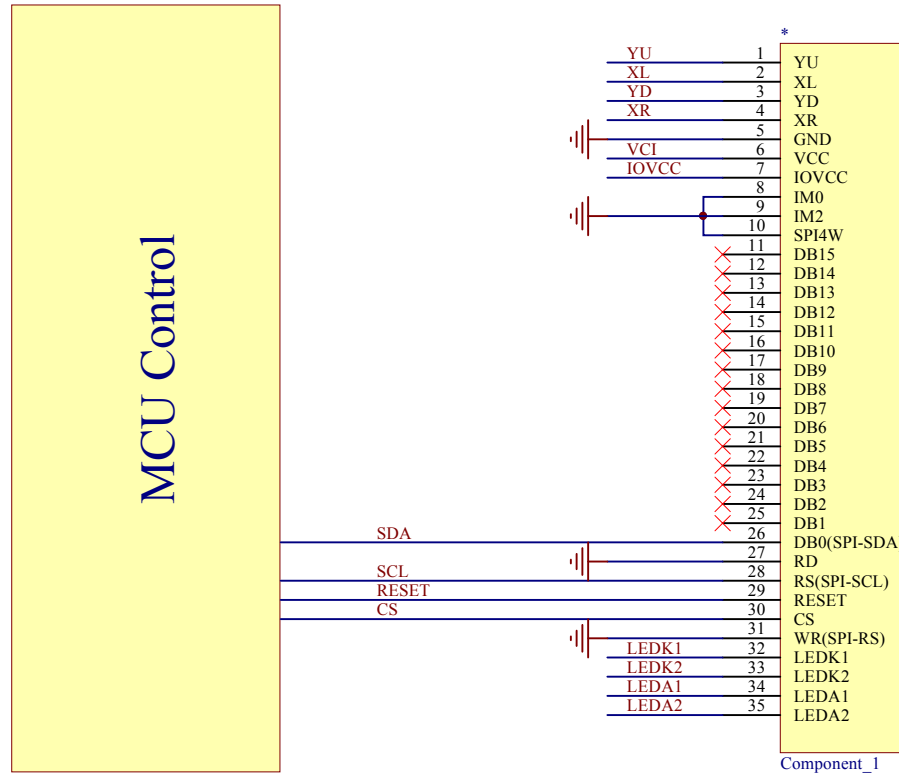 *
MCU Control
YU 1 YU
XL 2 XL
YD 3 YD
XR 4 XR
5 GND
VCI 6 VCC
IOVCC 7 IOVCC
8 IM0
9 IM2
10 SPI4W
11 DB15
12 DB14
13 DB13
14 DB12
15 DB11
16 DB10
17 DB9
18 DB8
19 DB7
20 DB6
21 DB5
22 DB4
23 DB3
24 DB2
25 DB1
SDA 26 DB0(SPI-SDA
27 RD
SCL 28 RS(SPI-SCL)
RESET 29 RESET
CS 30 CS
31 WR(SPI-RS)
LEDK1 32 LEDK1
LEDK2 33 LEDK2
LEDA1 34 LEDA1
LEDA2 35 LEDA2
Component_1